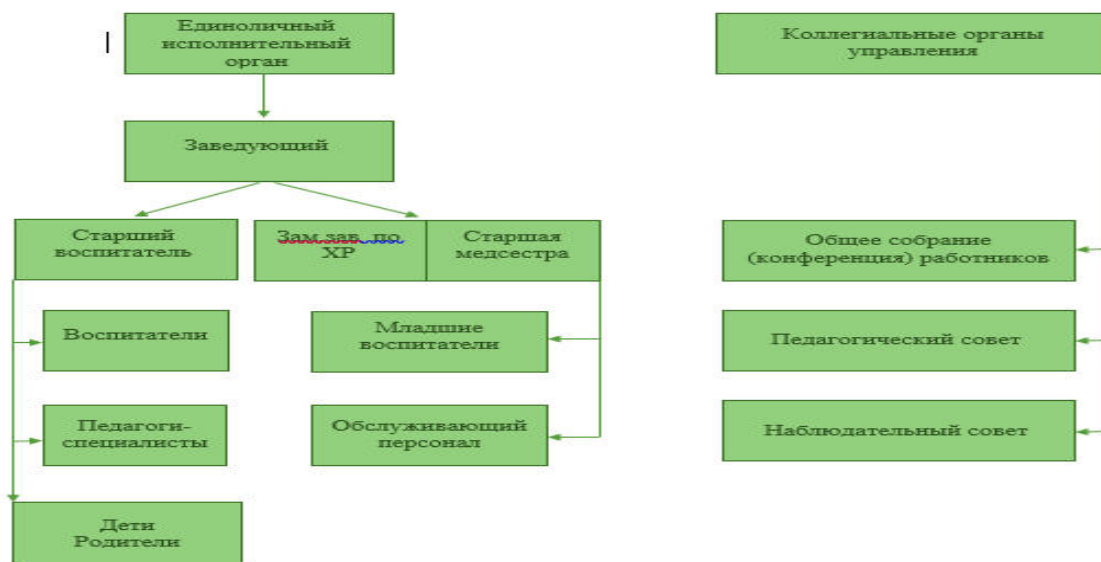 Единоличный
исполнительный
орган
Коллегиальные органы
управления
Заведующий
Старший
воспитатель
Зам.зав. по
ХР
Старшая
медсестра
Общее собрание
(конференция) работников
Воспитатели
Младшие
воспитатели
Педагогический совет
Педагоги-
специалисты
Обслуживающий
персонал
Наблюдательный совет
Дети
Родители